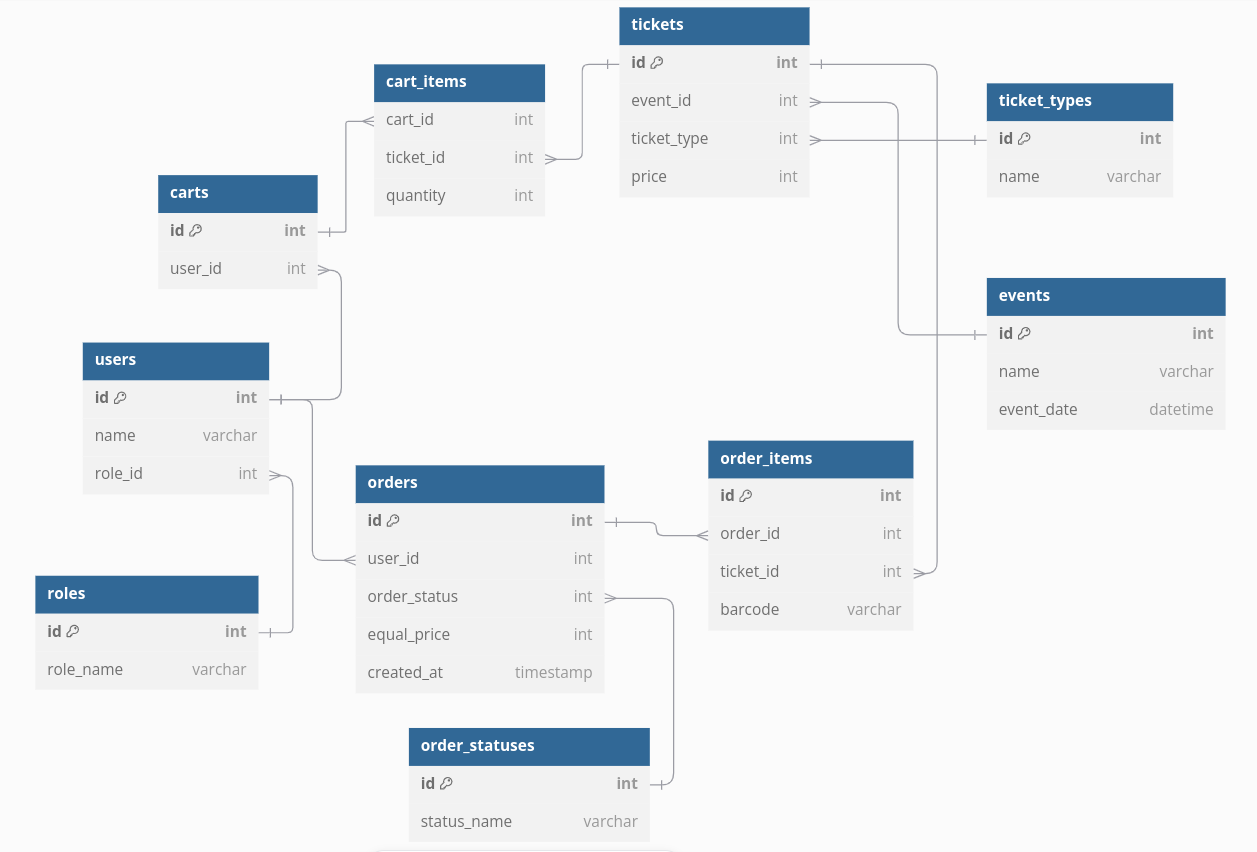 tickets
id int
event_id int
ticket_type int
price int
cart_items
cart_id int
ticket_id int
quantity int
ticket_types
id int
name varchar
carts
id int
user_id int
events
id int
name varchar
event_date datetime
users
id int
name varchar
role_id int
orders
id int
user_id int
order_status int
equal_price int
created_at timestamp
order_items
id int
order_id int
ticket_id int
barcode varchar
roles
id int
role_name varchar
order_statuses
id int
status_name varchar